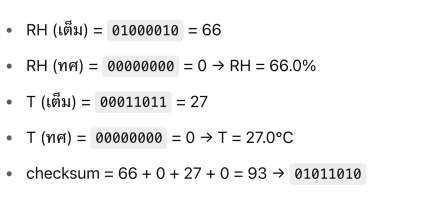 • RH (เต็ม) = 01000010 = 66
• RH (ทศ) = 00000000 = 0 → RH = 66.0%
• T (เต็ม) = 00011011 = 27
• T (ทศ) = 00000000 = 0 → T = 27.0°C
• checksum = 66 + 0 + 27 + 0 = 93 → 01011010